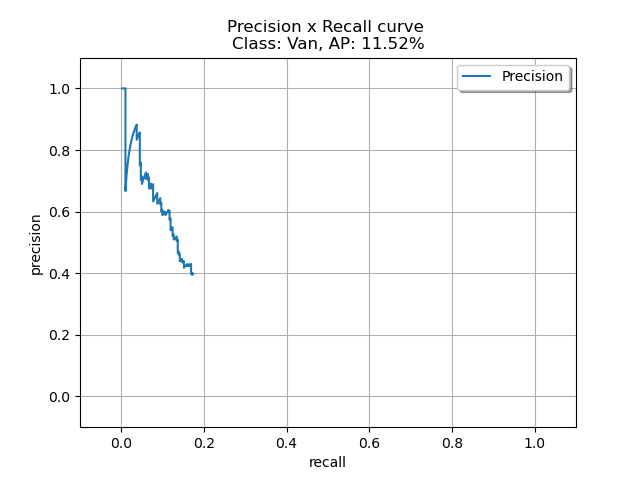 Precision x Recall curve
Class: Van, AP: 11.52%
Precision
1.0
0.8
0.6
0.4
0.2
0.0
precision
0.0 0.2 0.4 0.6 0.8 1.0
recall